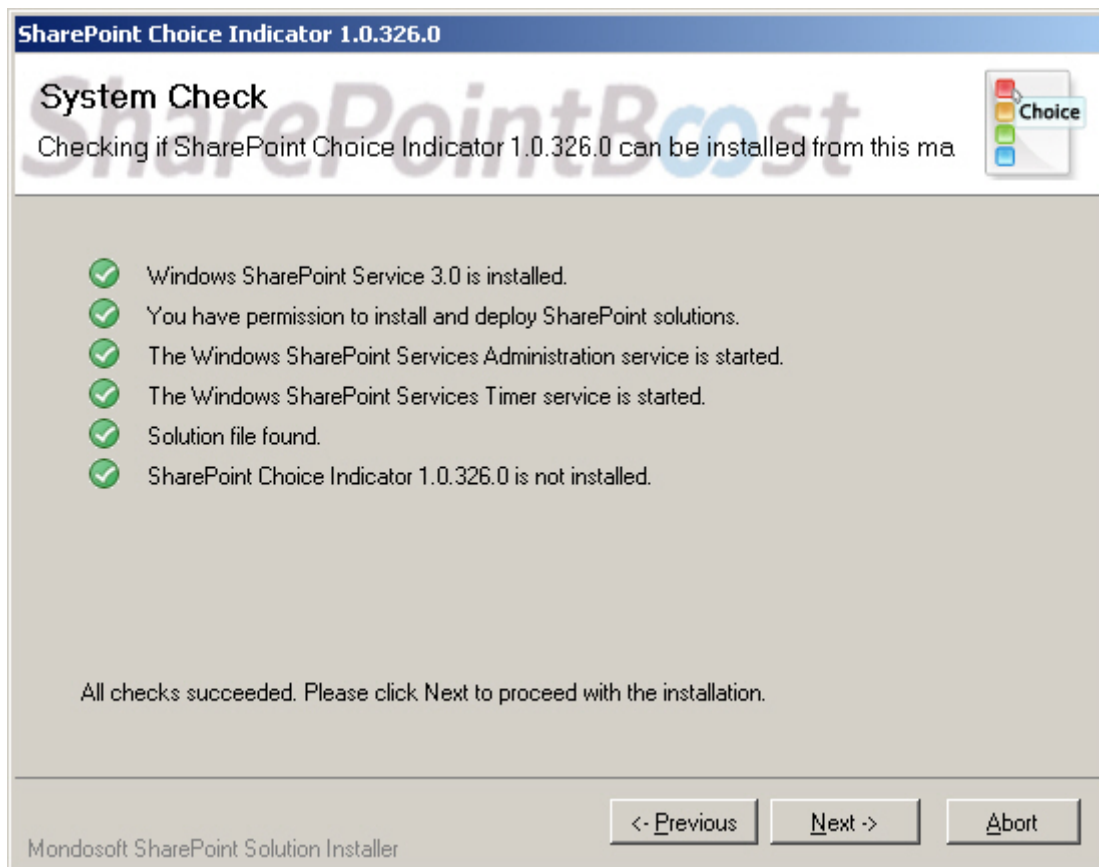 SharePoint Choice Indicator 1.0.326.0
SharePointBoost
System Check
Choice
Checking if SharePoint Choice Indicator 1.0.326.0 can be installed from this ma
Windows SharePoint Service 3.0 is installed.
You have permission to install and deploy SharePoint solutions.
The Windows SharePoint Services Administration service is started.
The Windows SharePoint Services Timer service is started.
Solution file found.
SharePoint Choice Indicator 1.0.326.0 is not installed.
All checks succeeded. Please click Next to proceed with the installation.
<- Previous Next -> Abort
Mondosoft SharePoint Solution Installer